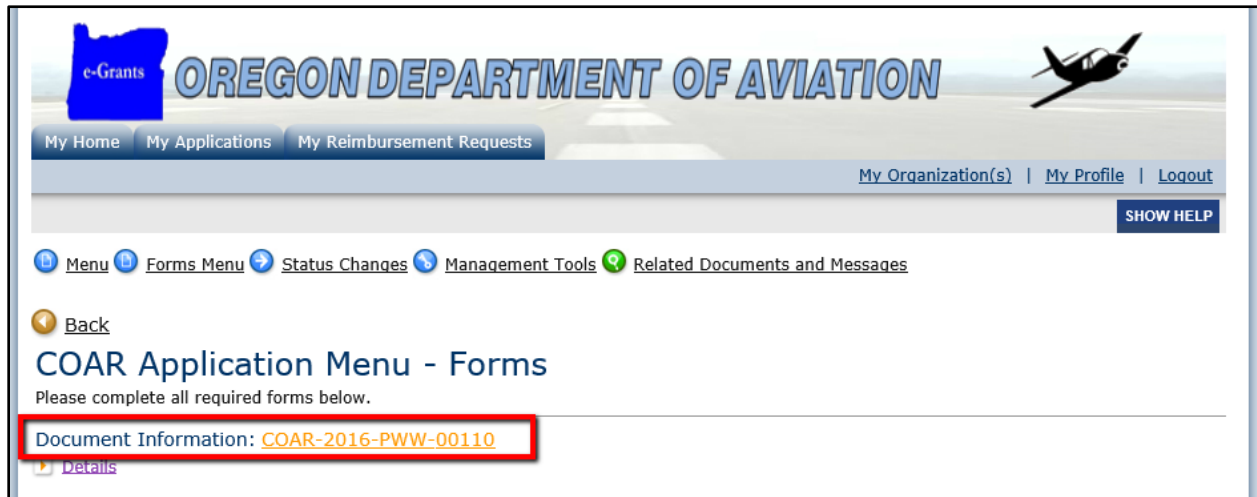 e-Grants
OREGON DEPARTMENT OF AVIATION
My Home My Applications My Reimbursement Requests
My Organization(s) | My Profile | Logout
SHOW HELP
Menu Forms Menu Status Changes Management Tools Related Documents and Messages
Back
COAR Application Menu - Forms
Please complete all required forms below.
Document Information: COAR-2016-PWW-00110
Details